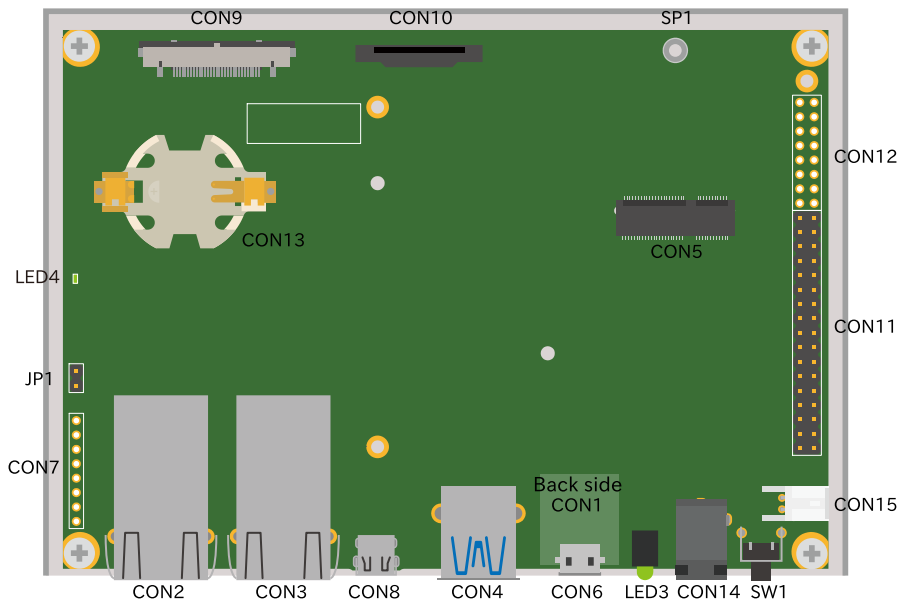 CON9
CON10
SP1
CON12
CON13
CON5
LED4
CON11
JP1
CON7
Back side
CON1
CON15
CON2
CON3
CON8
CON4
CON6
LED3
CON14
SW1